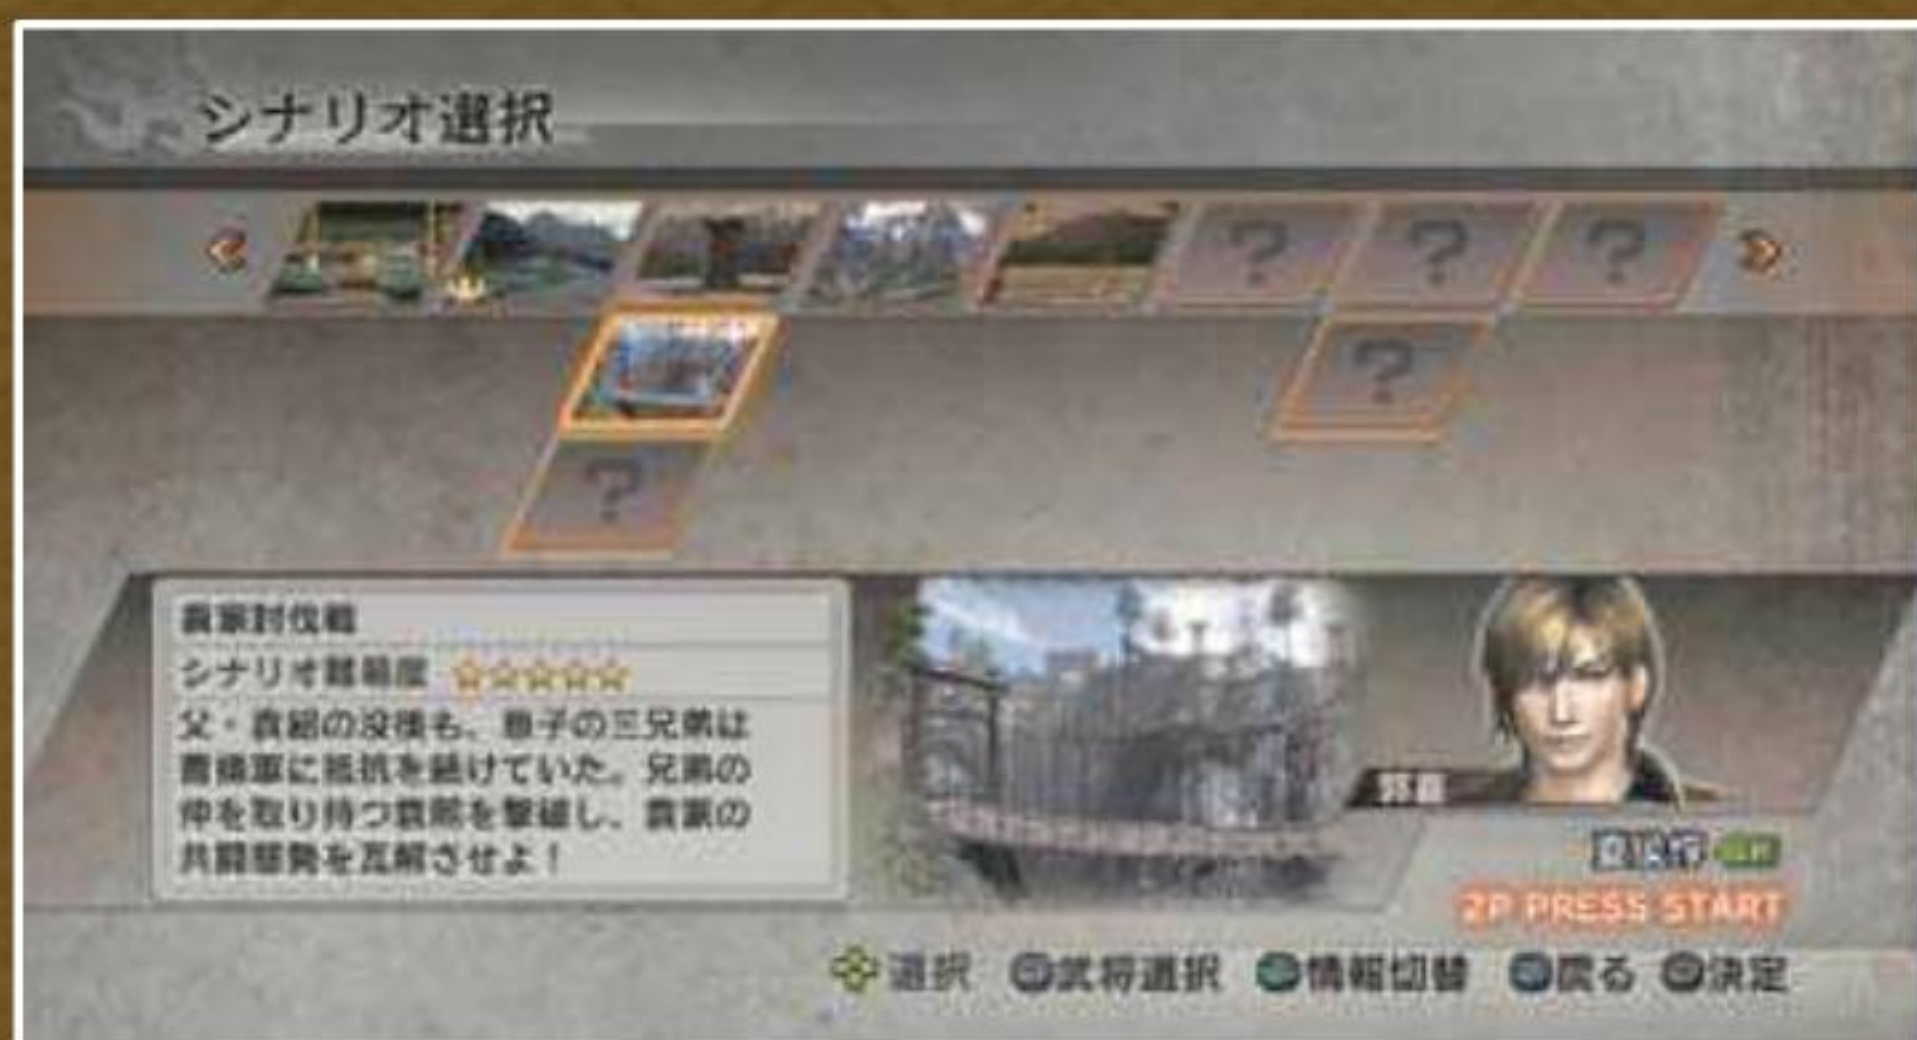 シナリオ選択
?
?
?
?
?
袁家討伐戦
シナリオ難易度 ☆☆☆☆☆
父・袁紹の没後も、息子の三兄弟は
曹操軍に抵抗を続けていた。兄弟の
仲を取り持つ袁煕を撃破し、袁家の
共闘態勢を瓦解させよ！
郭嘉
2P PRESS START
選択 武将選択 情報切替 戻る 決定